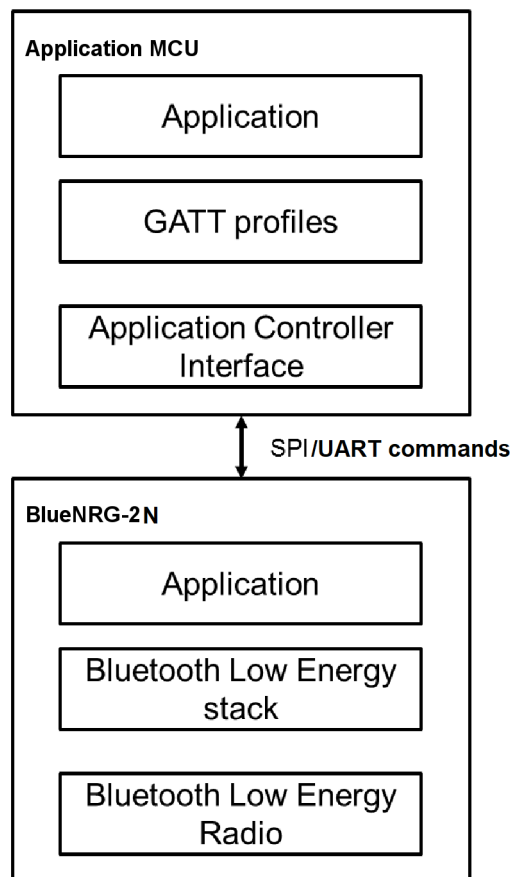 Application MCU
Application
GATT profiles
Application Controller
Interface
SPI/UART commands
BlueNRG-2N
Application
Bluetooth Low Energy
stack
Bluetooth Low Energy
Radio